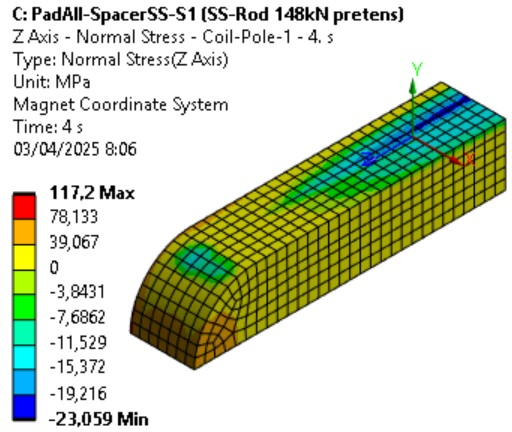 C: PadAll-SpacerSS-S1 (SS-Rod 148kN pretens)
Z Axis - Normal Stress - Coil-Pole-1 - 4. s
Type: Normal Stress(Z Axis)
Unit: MPa
Magnet Coordinate System
Time: 4 s
03/04/2025 8:06
117,2 Max
78,133
39,067
0
-3,8431
-7,6862
-11,529
-15,372
-19,216
-23,059 Min
Y
X